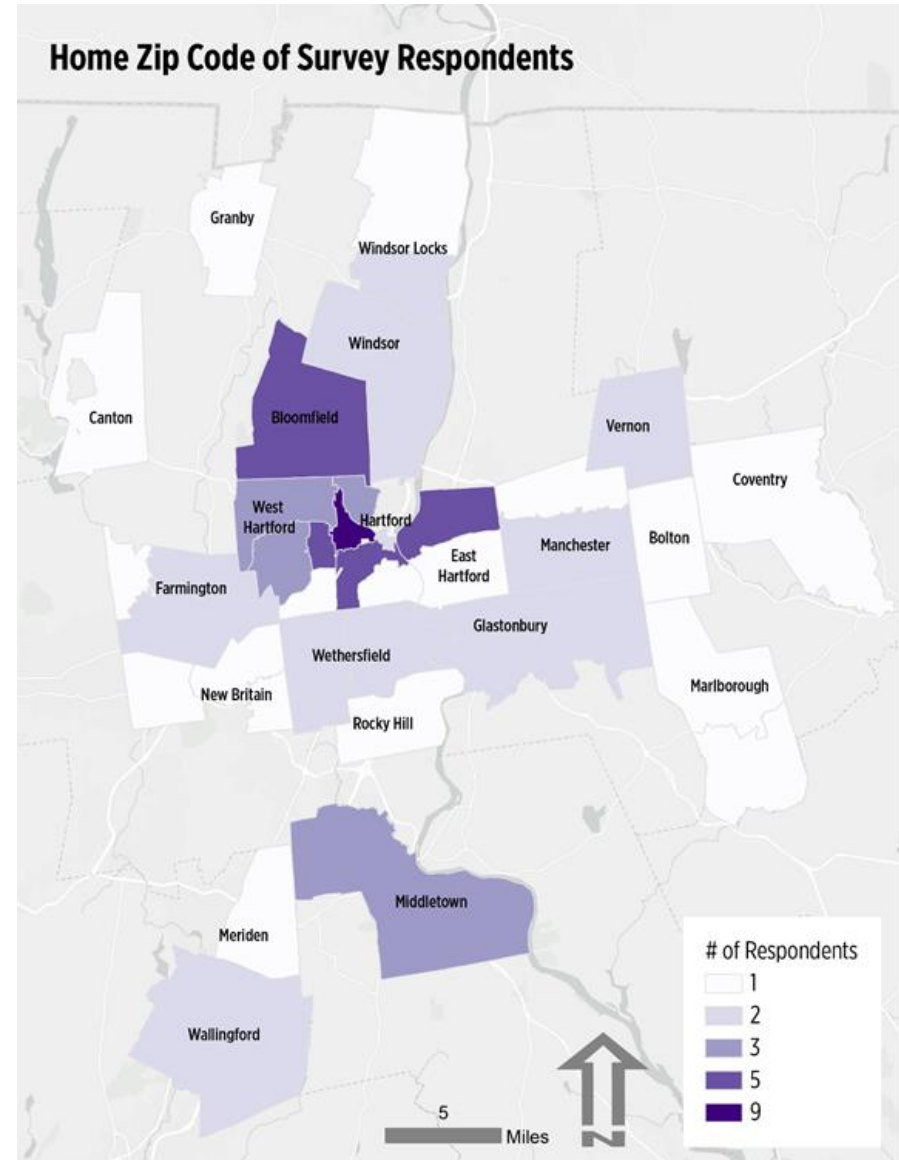 Home Zip Code of Survey Respondents
Granby
Windsor Locks
Windsor
Canton
Bloomfield
Vernon
Coventry
West
Hartford
Hartford
Manchester
Bolton
East
Hartford
Farmington
Glastonbury
Wethersfield
New Britain
Marlborough
Rocky Hill
Middletown
Meriden
Wallingford
# of Respondents
1
2
3
5
9
5
Miles
N